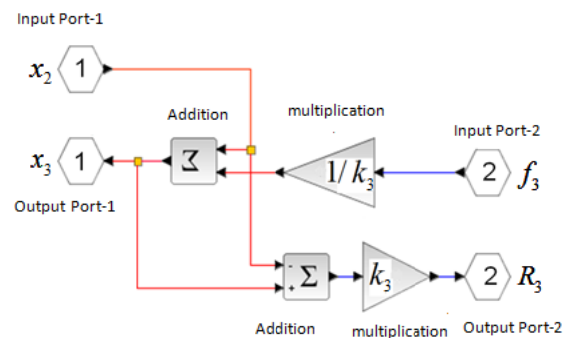 Input Port-1
x₂ 1
Addition
multiplication
Input Port-2
x₃ 1
Σ
1/k₃
2 f₃
Output Port-1
-
+
Σ
k₃
2 R₃
Addition
multiplication
Output Port-2